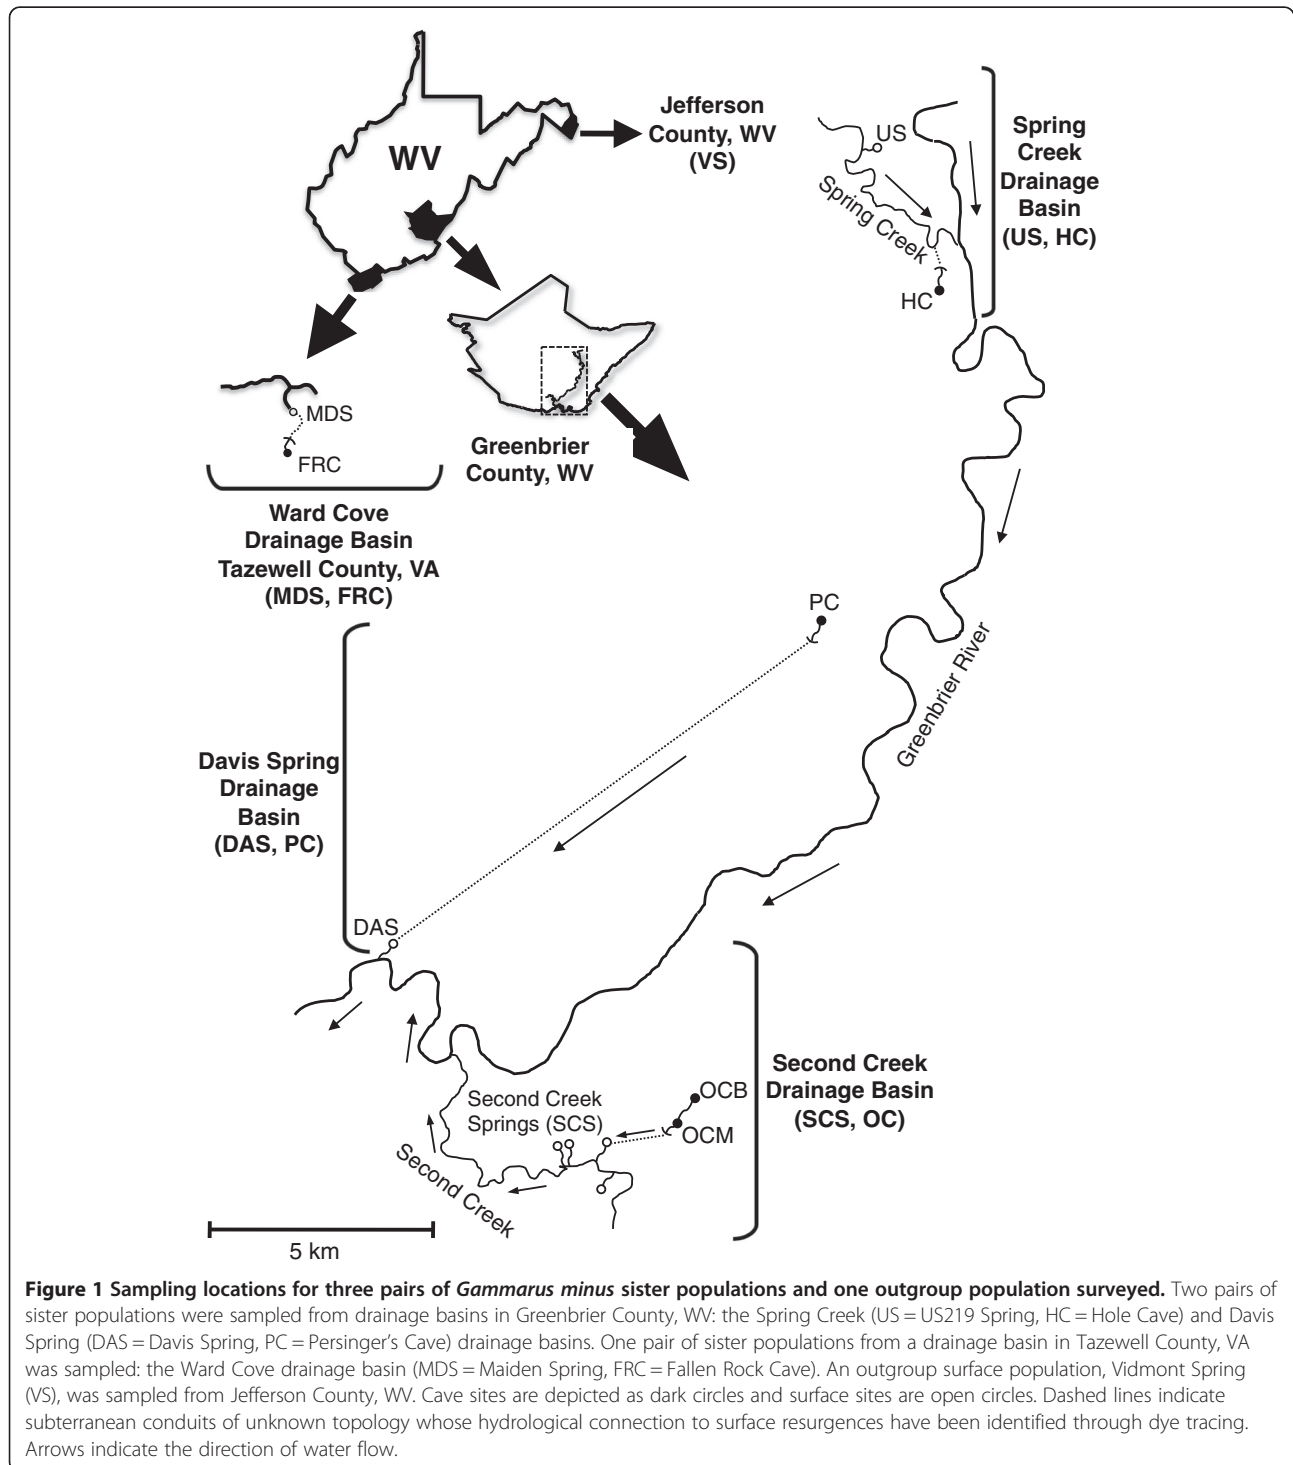 WV
Jefferson
County, WV
(VS)
US
Spring Creek
HC
Spring
Creek
Drainage
Basin
(US, HC)
MDS
FRC
Ward Cove
Drainage Basin
Tazewell County, VA
(MDS, FRC)
Greenbrier
County, WV
PC
Greenbrier River
Davis Spring
Drainage
Basin
(DAS, PC)
DAS
Second Creek
Springs (SCS)
OCB
OCM
Second Creek
Second Creek
Drainage Basin
(SCS, OC)
5 km
Figure 1 Sampling locations for three pairs of Gammarus minus sister populations and one outgroup population surveyed. Two pairs of
sister populations were sampled from drainage basins in Greenbrier County, WV: the Spring Creek (US = US219 Spring, HC = Hole Cave) and Davis
Spring (DAS = Davis Spring, PC = Persinger's Cave) drainage basins. One pair of sister populations from a drainage basin in Tazewell County, VA
was sampled: the Ward Cove drainage basin (MDS = Maiden Spring, FRC = Fallen Rock Cave). An outgroup surface population, Vidmont Spring
(VS), was sampled from Jefferson County, WV. Cave sites are depicted as dark circles and surface sites are open circles. Dashed lines indicate
subterranean conduits of unknown topology whose hydrological connection to surface resurgences have been identified through dye tracing.
Arrows indicate the direction of water flow.